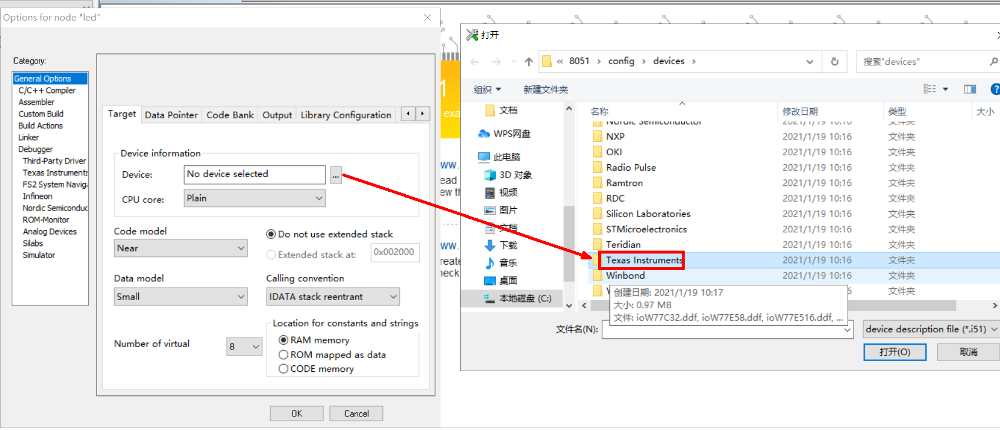 Options for node "led"
Category:
General Options
C/C++ Compiler
Assembler
Custom Build
Build Actions
Linker
Debugger
Third-Party Driver
Texas Instruments
FS2 System Navig
Infineon
Nordic Semiconduc
ROM-Monitor
Analog Devices
Silabs
Simulator
Target
Data Pointer
Code Bank
Output
Library Configuration
Device information
Device:
No device selected
...
CPU core:
Plain
Code model
Near
Do not use extended stack
Extended stack at:
0x002000
Data model
Small
Calling convention
IDATA stack reentrant
Number of virtual
8
Location for constants and strings
RAM memory
ROM mapped as data
CODE memory
OK
Cancel
1
exa
ww.
ead
ew th
ww.
reate
heck
打开
« 8051 › config › devices ›
搜索"devices"
组织
新建文件夹
文档
WPS网盘
此电脑
3D 对象
视频
图片
文档
下载
音乐
桌面
本地磁盘 (C:)
名称 修改日期 类型 大小
Nordic Semiconductor 2021/1/19 10:16 文件夹
NXP 2021/1/19 10:16 文件夹
OKI 2021/1/19 10:16 文件夹
Radio Pulse 2021/1/19 10:16 文件夹
Ramtron 2021/1/19 10:16 文件夹
RDC 2021/1/19 10:16 文件夹
Silicon Laboratories 2021/1/19 10:16 文件夹
STMicroelectronics 2021/1/19 10:16 文件夹
Teridian 2021/1/19 10:16 文件夹
Texas Instruments 2021/1/19 10:16 文件夹
Winbond 2021/1/19 10:16 文件夹
6 文件夹
创建日期: 2021/1/19 10:17
大小: 0.97 MB
文件: ioW77C32.ddf, ioW77E58.ddf, ioW77E516.ddf, ...
文件名(N):
device description file (*.i51)
打开(O)
取消